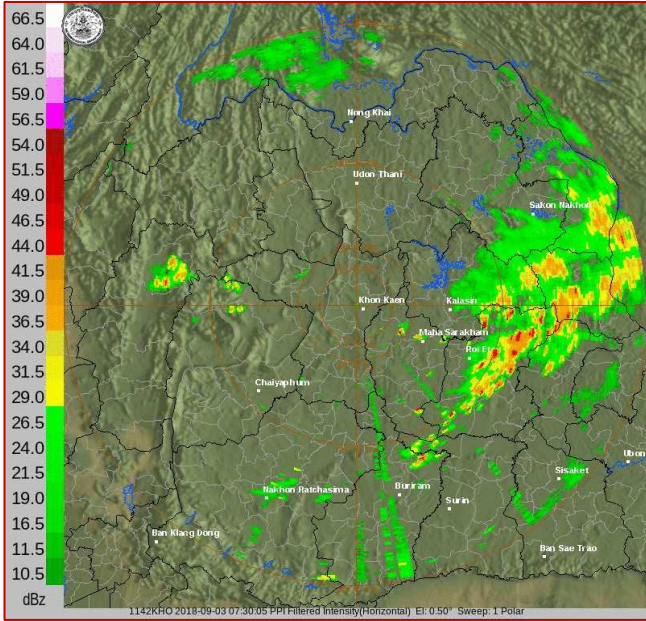 66.5
64.0
61.5
59.0
56.5
54.0
51.5
49.0
46.5
44.0
41.5
39.0
36.5
34.0
31.5
29.0
26.5
24.0
21.5
19.0
16.5
11.5
10.5
dBz
Nong Khai
Udon Thani
Sakon Nakhon
Khon Kaen
Kalasin
Maha Sarakham
Roi Et
Chaiyaphum
Ubon
Sisaket
Nakhon Ratchasima
Buriram
Surin
Ban Klang Dong
Ban Sae Trao
1142KHO 2018-09-03 07:30:05 PPI Filtered Intensity(Horizontal) El: 0.50° Sweep: 1 Polar